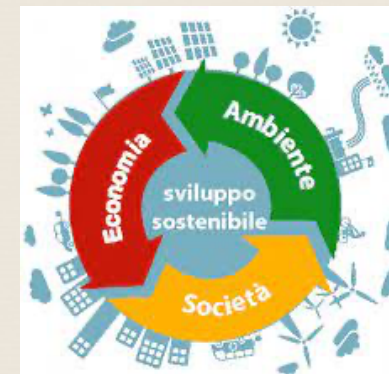 Ambiente
Economia
sviluppo
sostenibile
Società